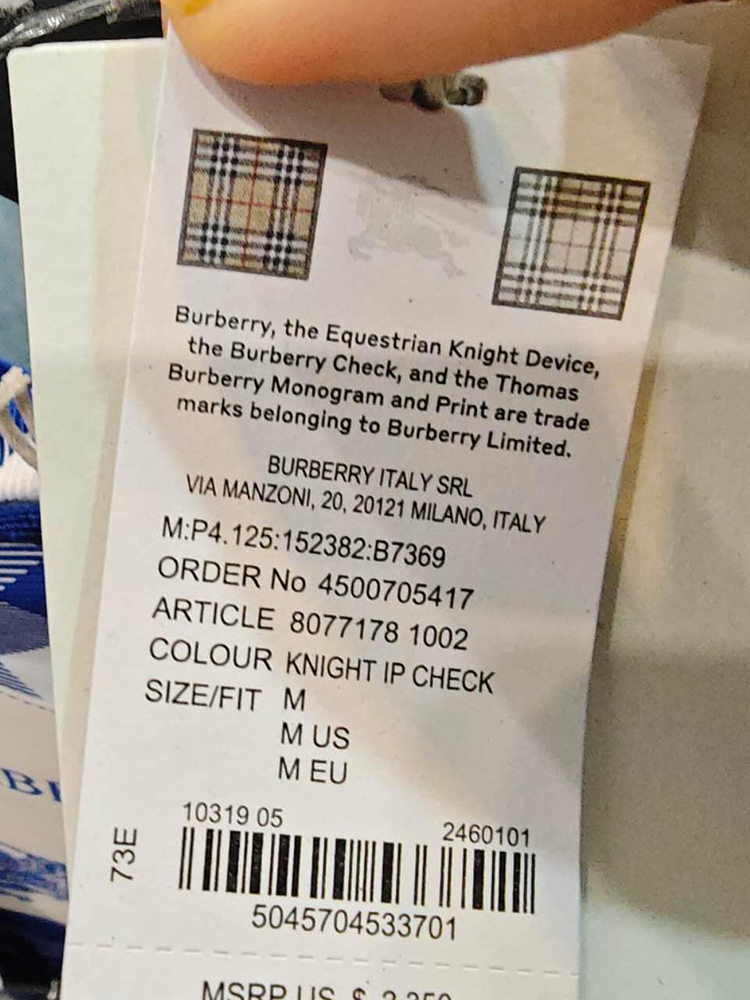 Burberry, the Equestrian Knight Device,
the Burberry Check, and the Thomas
Burberry Monogram and Print are trade
marks belonging to Burberry Limited.
BURBERRY ITALY SRL
VIA MANZONI, 20, 20121 MILANO, ITALY
M:P4.125:152382:B7369
ORDER No 4500705417
ARTICLE 8077178 1002
COLOUR KNIGHT IP CHECK
SIZE/FIT M
M US
M EU
10319 05 2460101
73E
5045704533701
MSRP US $